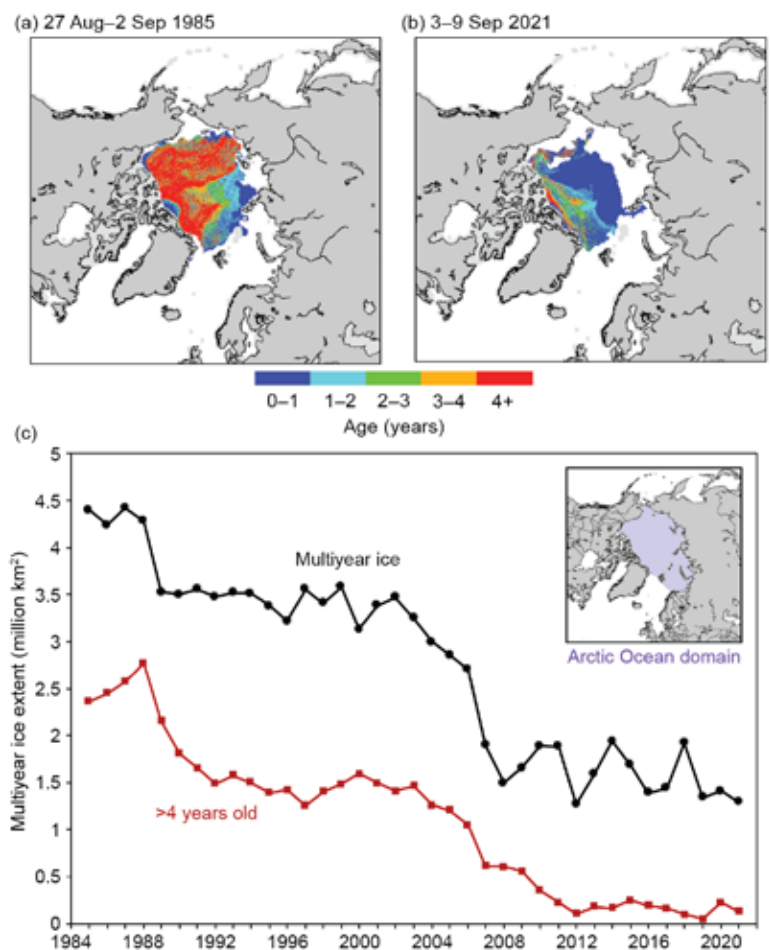 (a) 27 Aug–2 Sep 1985
(b) 3–9 Sep 2021
0–1 1–2 2–3 3–4 4+
Age (years)
(c)
Multiyear ice extent (million km²)
5
4.5
4
3.5
3
2.5
2
1.5
1
0.5
0
Multiyear ice
>4 years old
Arctic Ocean domain
1984 1988 1992 1996 2000 2004 2008 2012 2016 2020